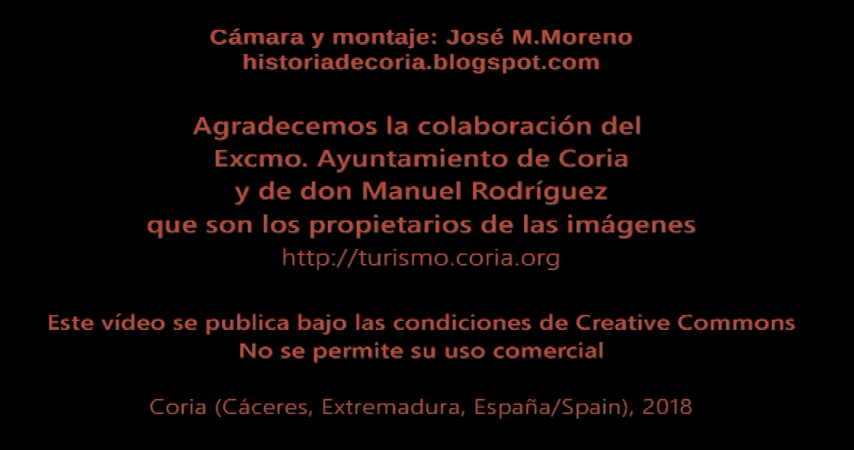 Cámara y montaje: José M.Moreno
historiadecoria.blogspot.com
Agradecemos la colaboración del
Excmo. Ayuntamiento de Coria
y de don Manuel Rodríguez
que son los propietarios de las imágenes
http://turismo.coria.org
Este vídeo se publica bajo las condiciones de Creative Commons
No se permite su uso comercial
Coria (Cáceres, Extremadura, España/Spain), 2018